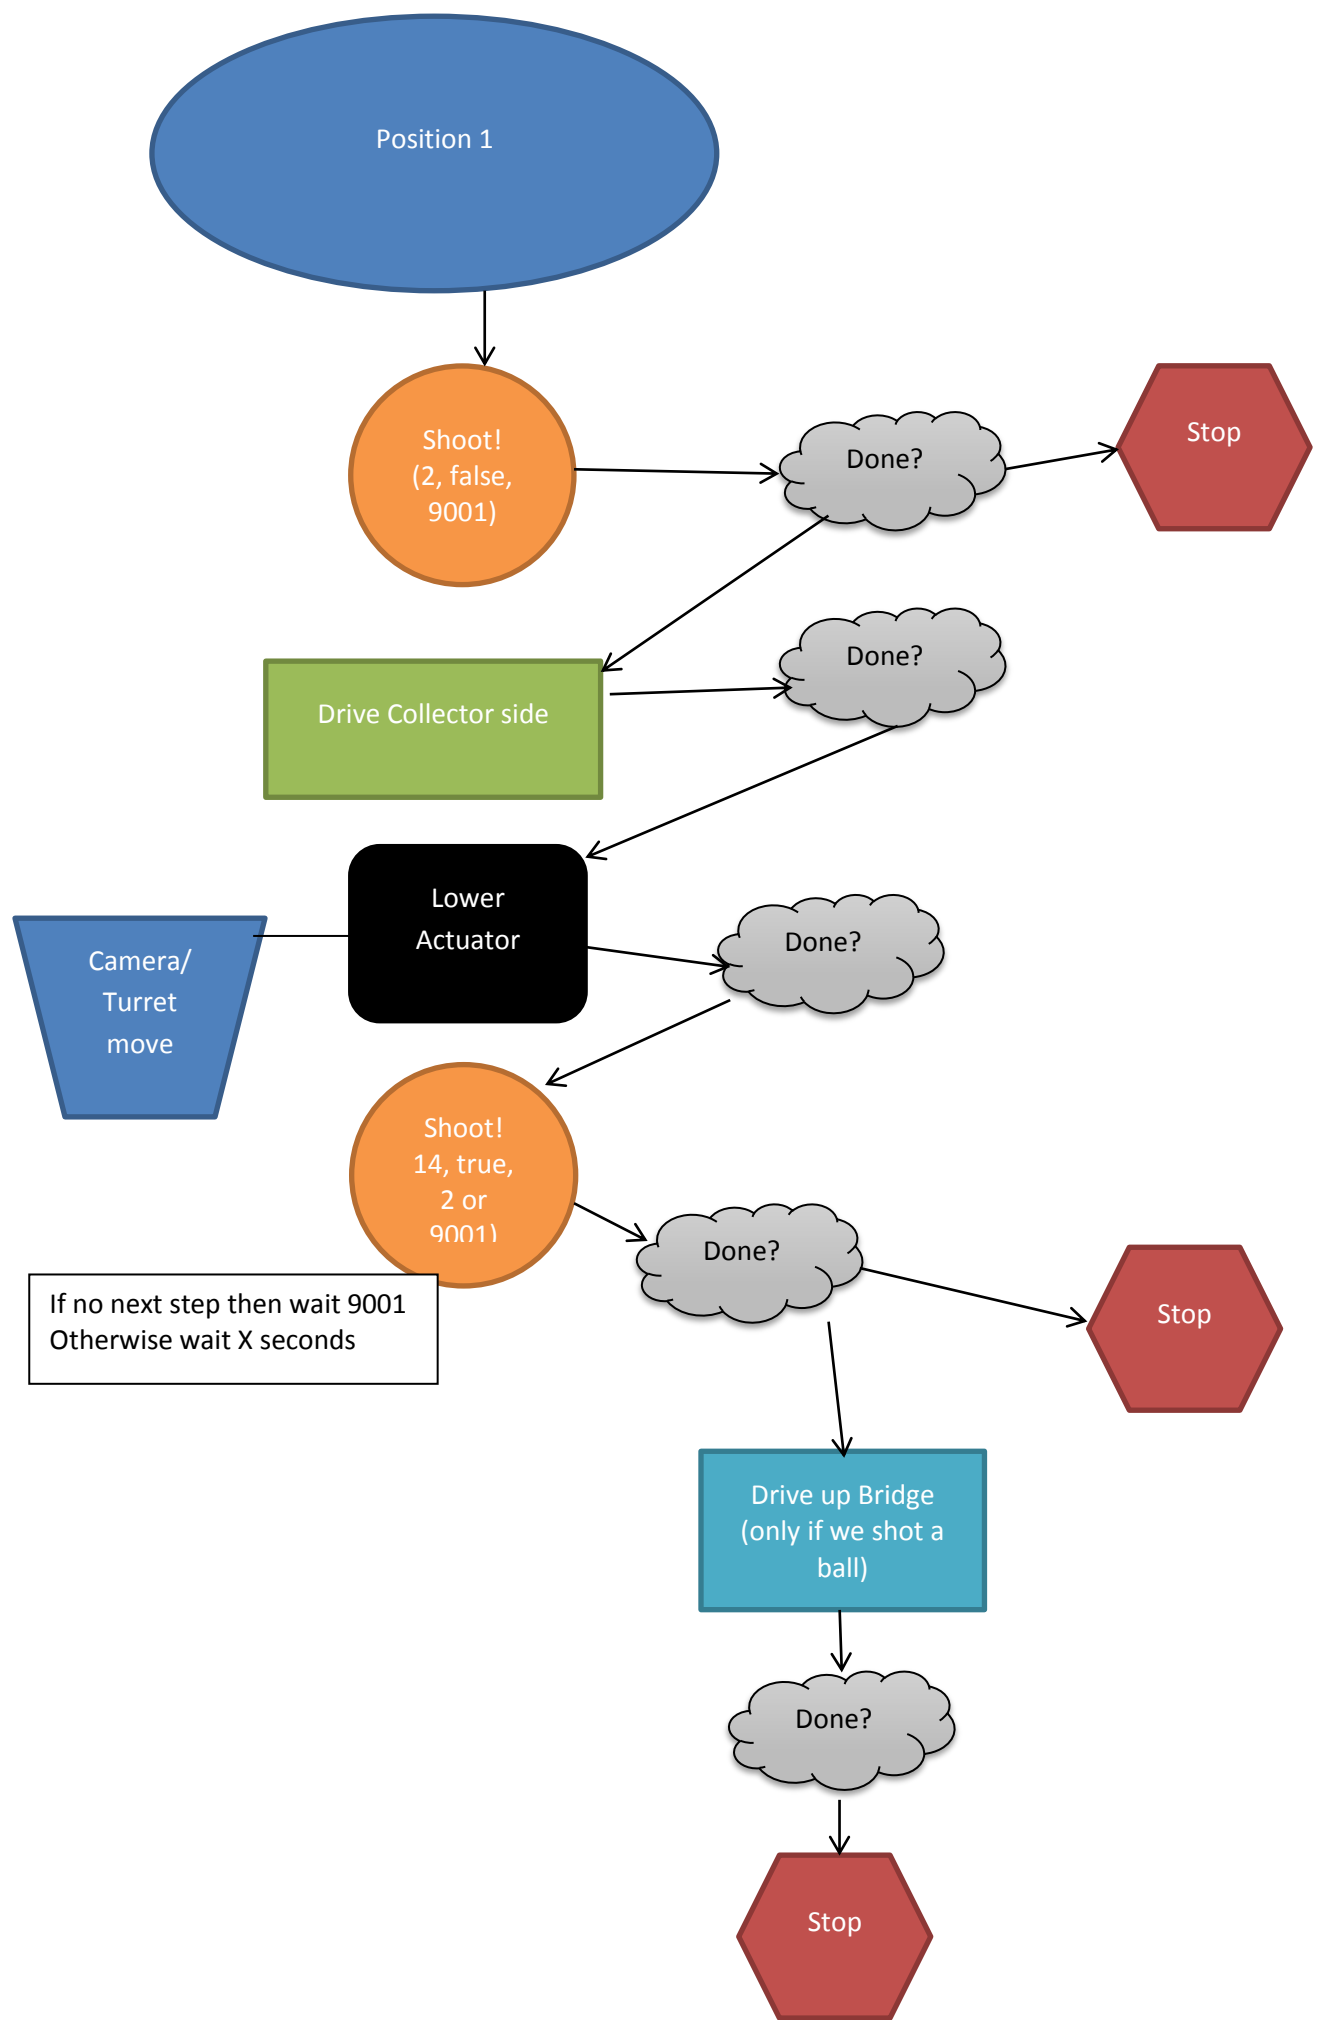 Position 1
Shoot!
(2, false,
9001)
Done?
Stop
Done?
Drive Collector side
Lower
Actuator
Done?
Camera/
Turret
move
Shoot!
14, true,
2 or
9001)
Done?
Stop
If no next step then wait 9001
Otherwise wait X seconds
Drive up Bridge
(only if we shot a
ball)
Done?
Stop